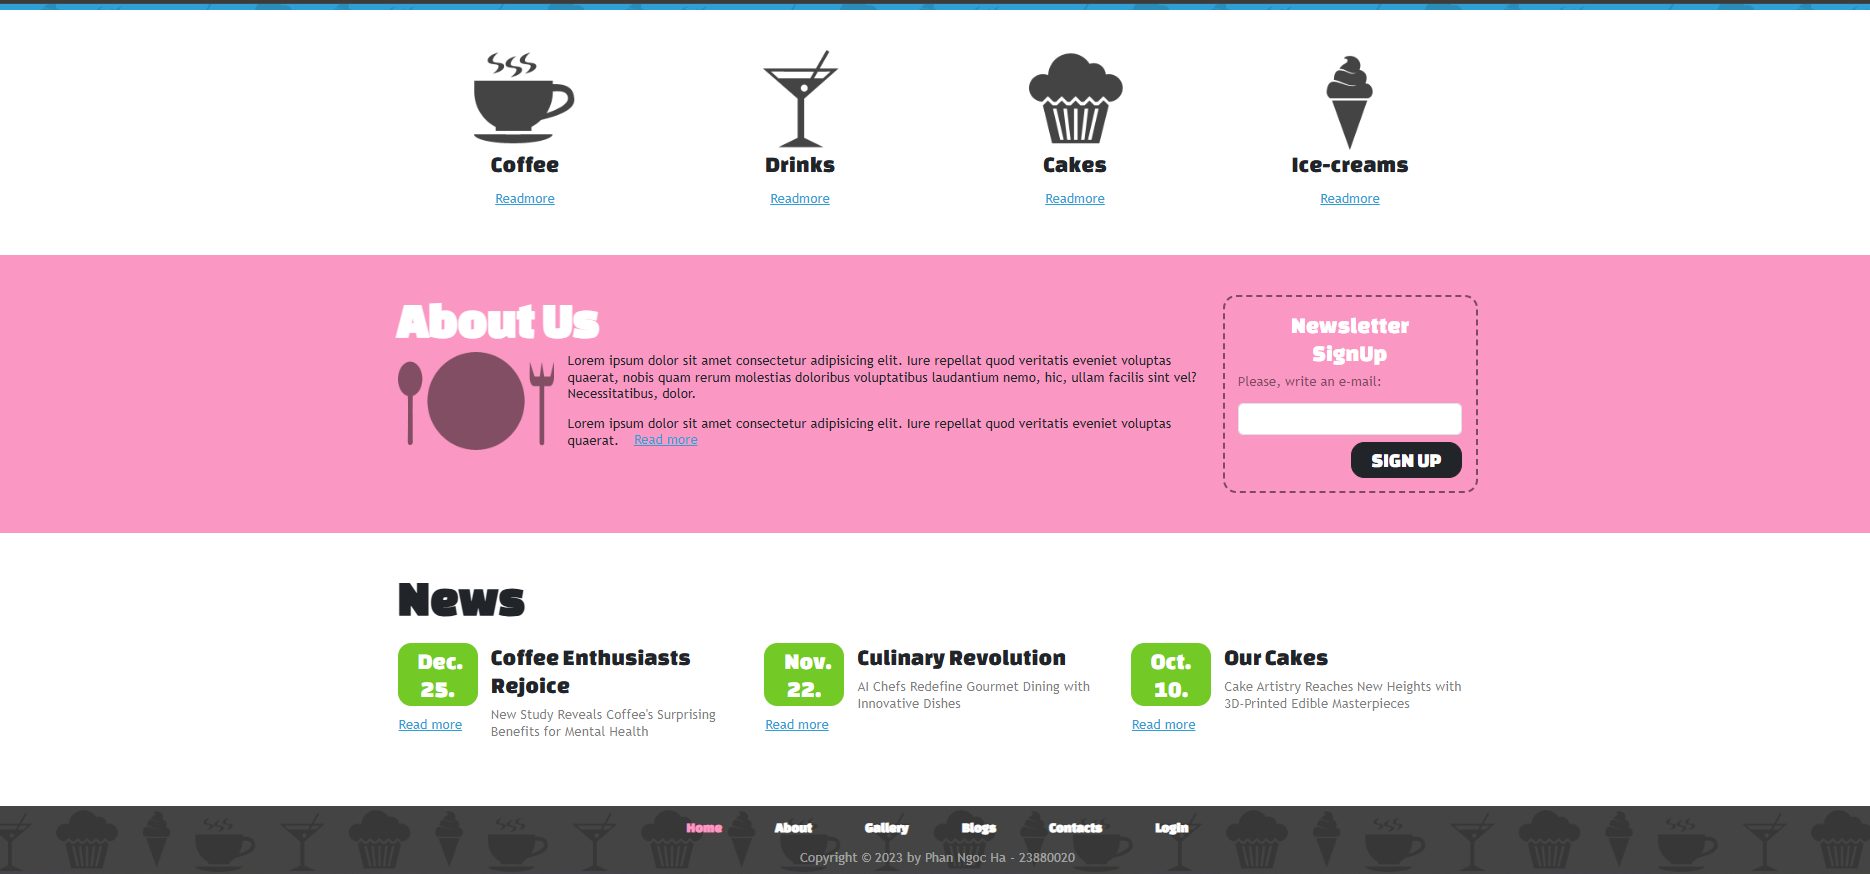 Coffee
Drinks
Cakes
Ice-creams
Readmore
Readmore
Readmore
Readmore
About Us
Lorem ipsum dolor sit amet consectetur adipisicing elit. Iure repellat quod veritatis eveniet voluptas
quaerat, nobis quam rerum molestias doloribus voluptatibus laudantium nemo, hic, ullam facilis sint vel?
Necessitatibus, dolor.
Lorem ipsum dolor sit amet consectetur adipisicing elit. Iure repellat quod veritatis eveniet voluptas
quaerat. Read more
Newsletter
SignUp
Please, write an e-mail:
SIGN UP
News
Dec.
25.
Read more
Coffee Enthusiasts
Rejoice
New Study Reveals Coffee's Surprising
Benefits for Mental Health
Nov.
22.
Read more
Culinary Revolution
AI Chefs Redefine Gourmet Dining with
Innovative Dishes
Oct.
10.
Read more
Our Cakes
Cake Artistry Reaches New Heights with
3D-Printed Edible Masterpieces
Home About Gallery Blogs Contacts Login
Copyright © 2023 by Phan Ngoc Ha - 23880020